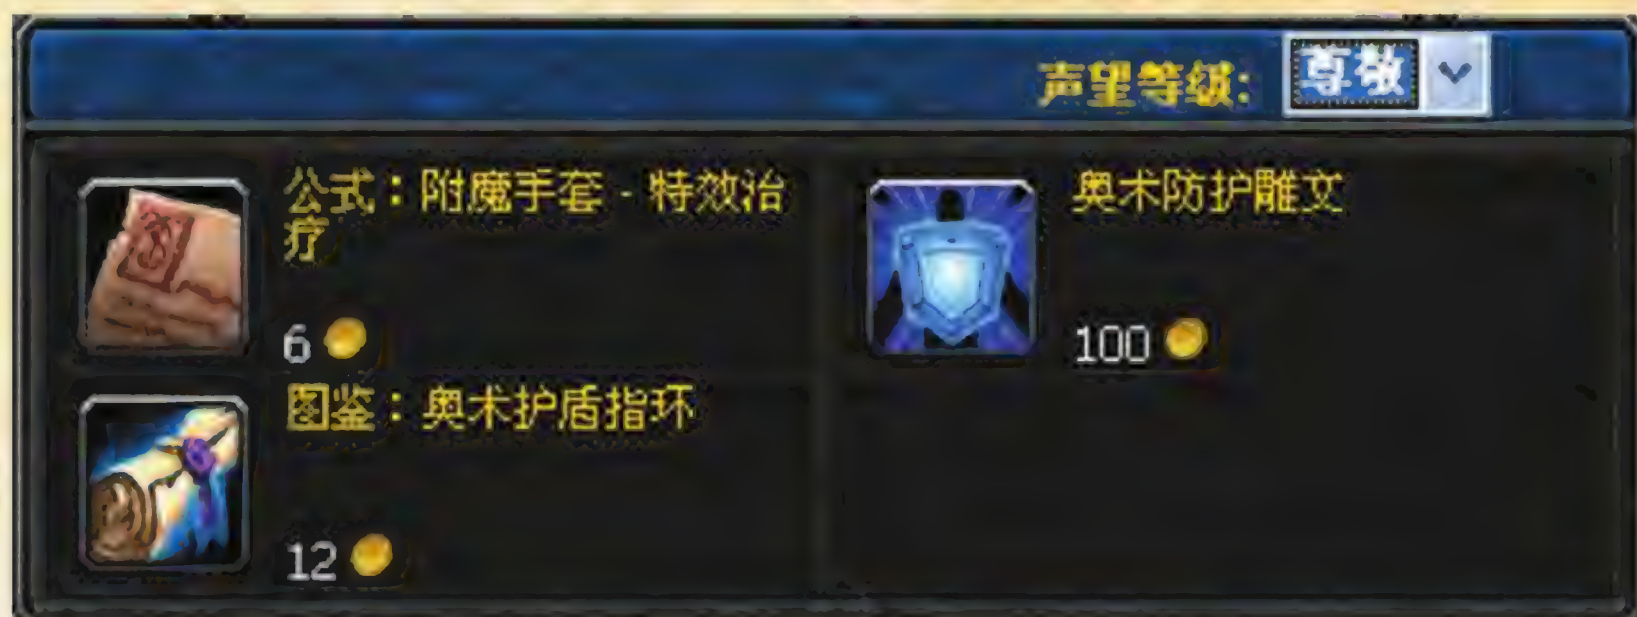 声望等级:
尊敬
公式：附魔手套 - 特效治
疗
6
奥术防护雕文
100
图鉴：奥术护盾指环
12